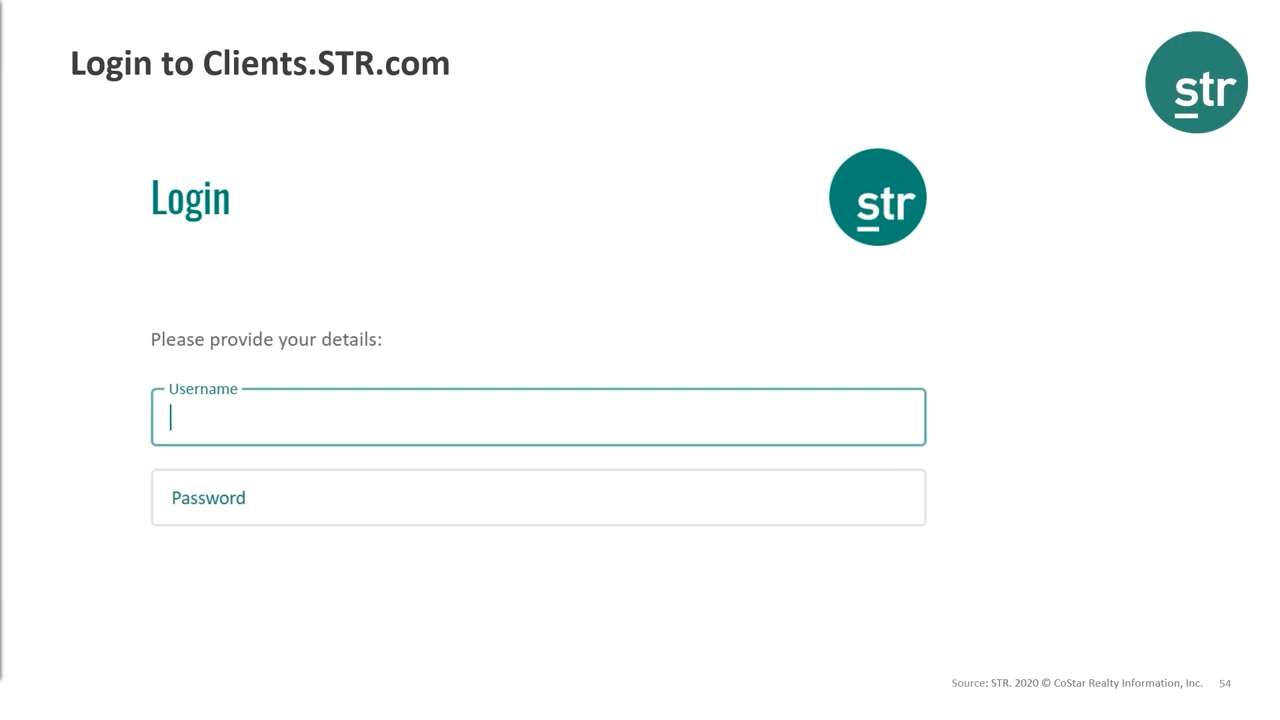 Login to Clients.STR.com
str
Login
str
Please provide your details:
Username
Password
Source: STR. 2020 © CoStar Realty Information, Inc. 54